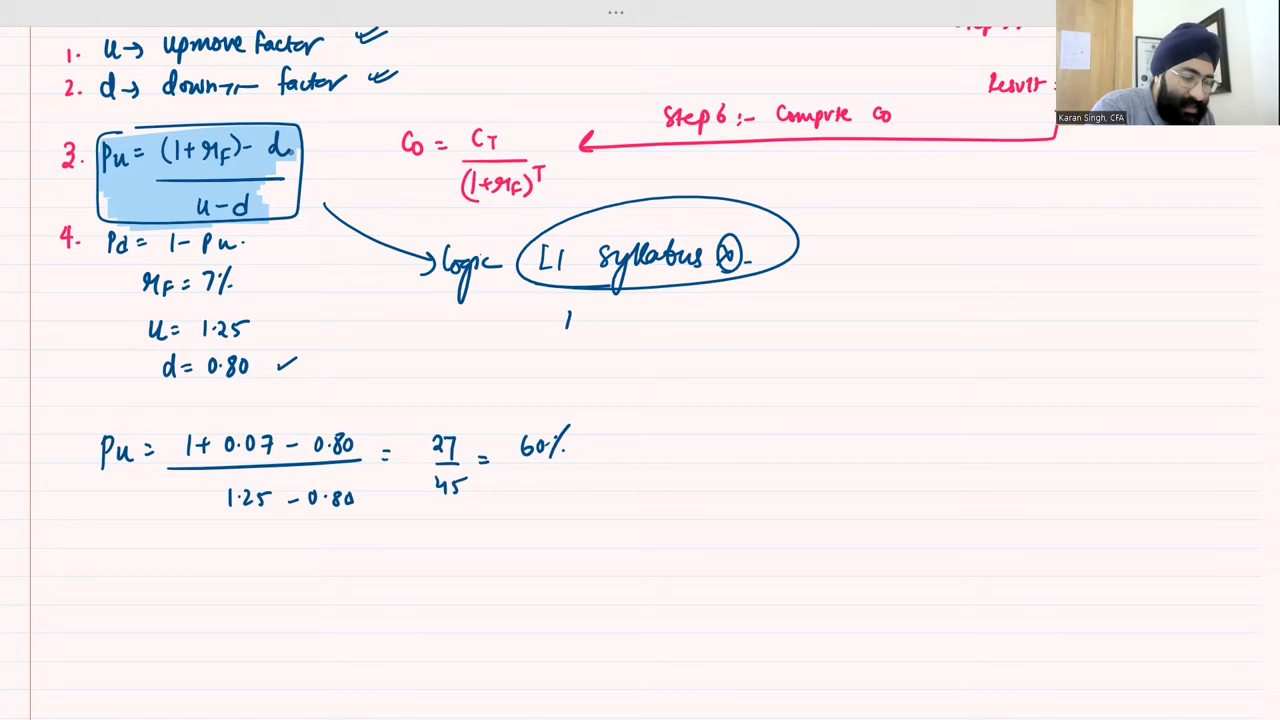 1. u → upmove factor
2. d → down factor
Result :
Step 6 :- Compute C0
3. Pu = (1+rF) - d
u - d
C0 = CT
(1+rF)^T
4. Pd = 1 - Pu.
Logic L1 syllabus
rF = 7%
u = 1.25
d = 0.80 ✓
Pu = 1 + 0.07 - 0.80 = 27 = 60%
1.25 - 0.80 45
Karan Singh, CFA